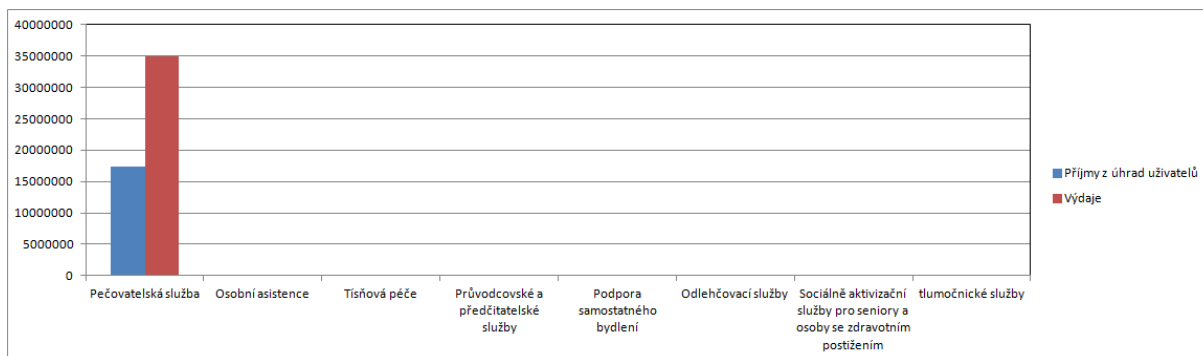 40000000
35000000
30000000
25000000
20000000
15000000
10000000
5000000
0
Pečovatelská služba
Osobní asistence
Tísňová péče
Průvodcovské a
předčitatelské
služby
Podpora
samostatného
bydlení
Odlehčovací služby
Sociálně aktivizační
služby pro seniory a
osoby se zdravotním
postižením
tlumočnické služby
Příjmy z úhrad uživatelů
Výdaje